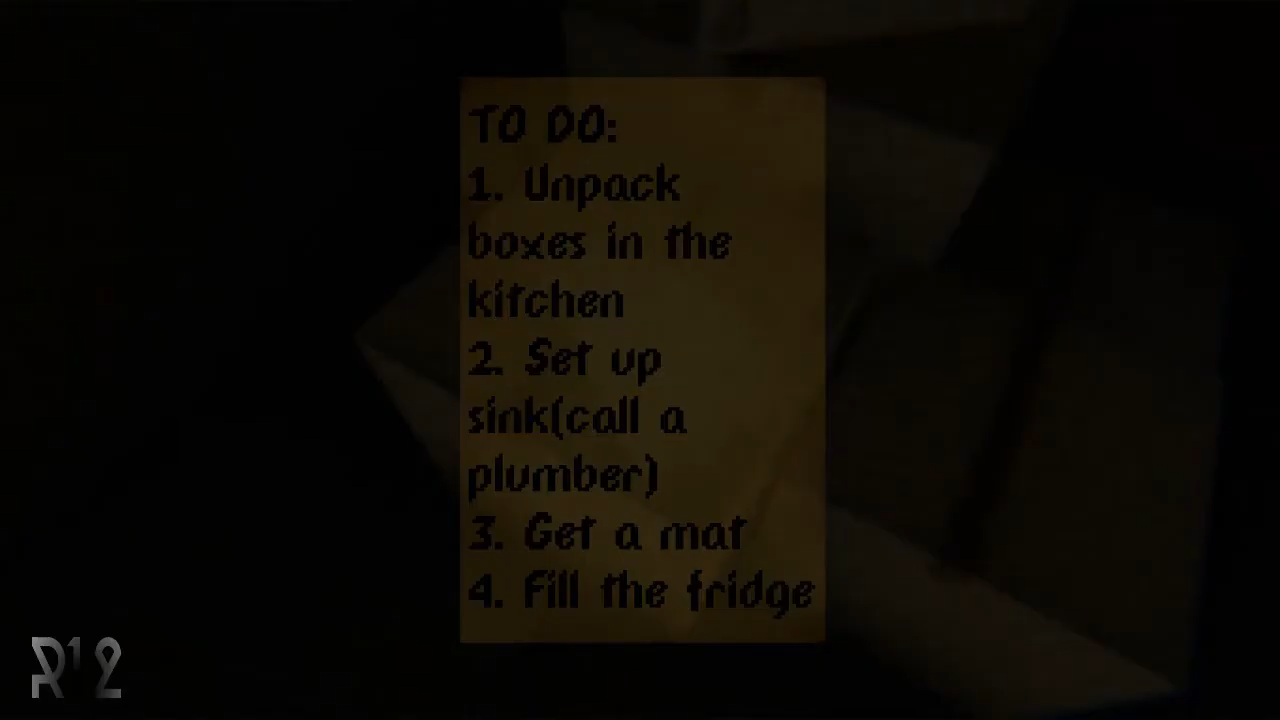 TO DO:
1. Unpack
boxes in the
kitchen
2. Set up
sink(call a
plumber)
3. Get a mat
4. Fill the fridge
R12